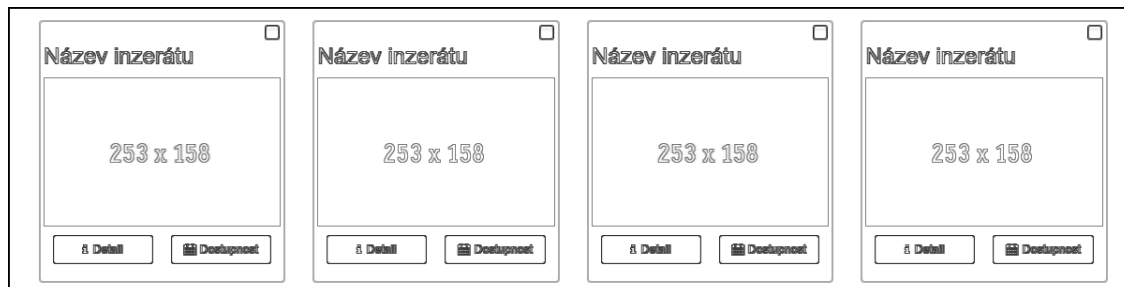 Název inzerátu Název inzerátu Název inzerátu Název inzerátu
253 x 158 253 x 158 253 x 158 253 x 158
Detail Dostupnost Detail Dostupnost Detail Dostupnost Detail Dostupnost